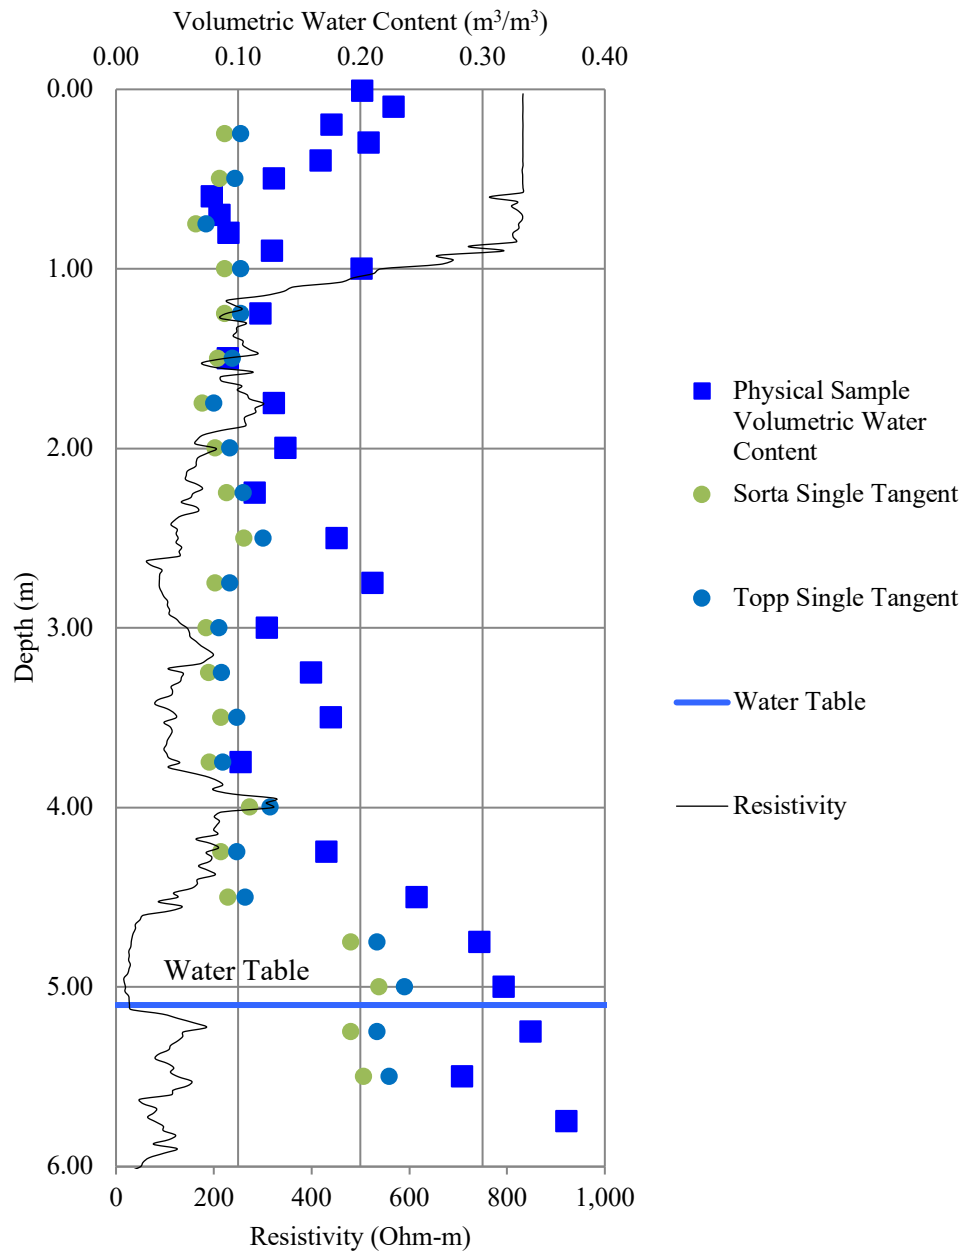 Volumetric Water Content (m³/m³)
0.00 0.10 0.20 0.30 0.40
0.00
1.00
2.00
3.00
4.00
5.00
6.00
Depth (m)
Water Table
0 200 400 600 800 1,000
Resistivity (Ohm-m)
Physical Sample
Volumetric Water
Content
Sorta Single Tangent
Topp Single Tangent
Water Table
Resistivity